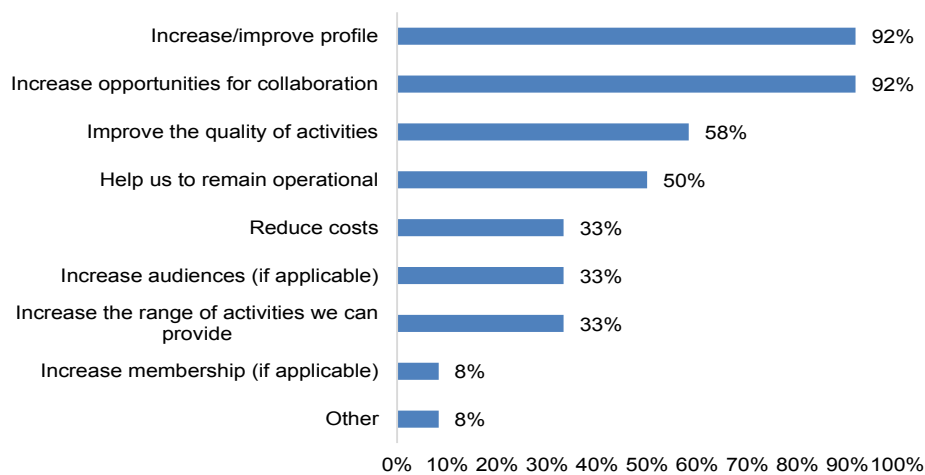 Increase/improve profile 92%
Increase opportunities for collaboration 92%
Improve the quality of activities 58%
Help us to remain operational 50%
Reduce costs 33%
Increase audiences (if applicable) 33%
Increase the range of activities we can
provide 33%
Increase membership (if applicable) 8%
Other 8%
0% 10% 20% 30% 40% 50% 60% 70% 80% 90% 100%